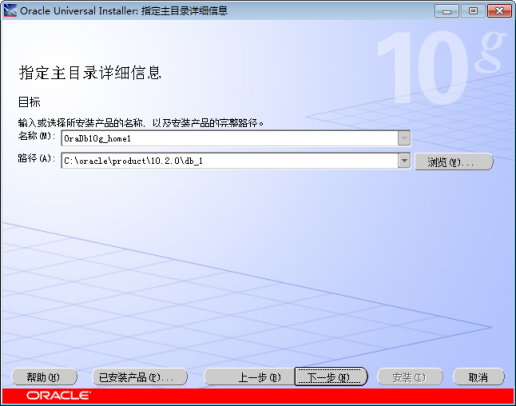 Oracle Universal Installer: 指定主目录详细信息
10g
指定主目录详细信息
目标
输入或选择所安装产品的名称, 以及安装产品的完整路径。
名称(M): OraDb10g_home1
路径(A): C:\oracle\product\10.2.0\db_1 浏览(W)...
帮助(H) 已安装产品(P)... 上一步(B) 下一步(N) 安装(I) 取消
ORACLE